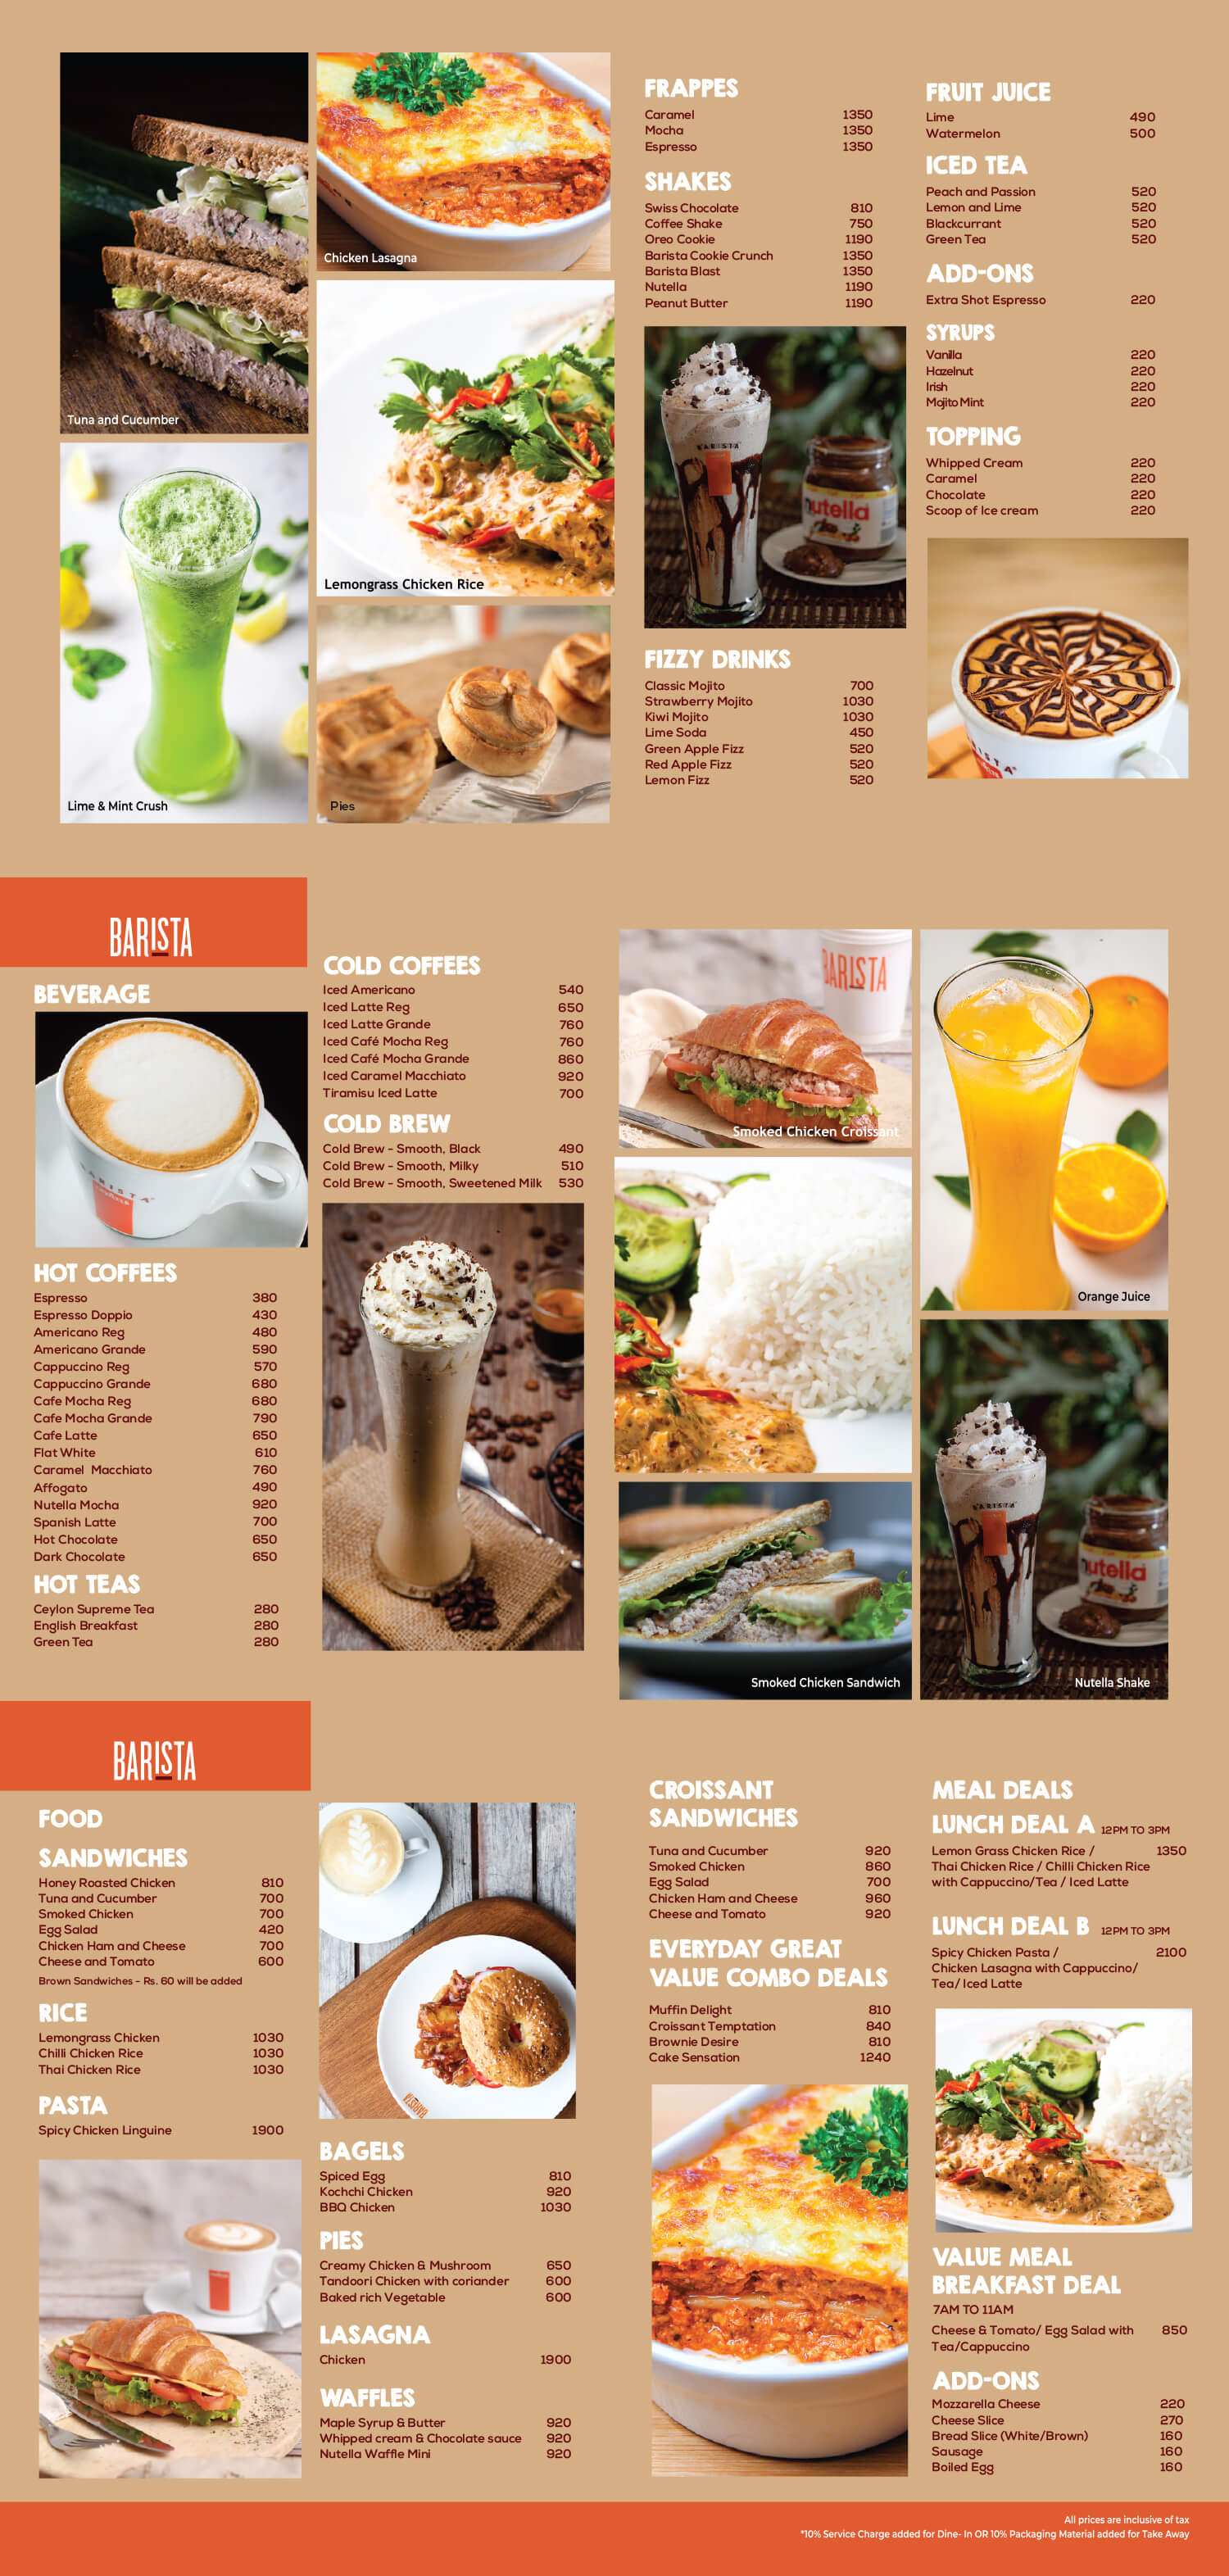 Tuna and Cucumber
Chicken Lasagna
Lemongrass Chicken Rice
Lime & Mint Crush
Pies
FRAPPES
Caramel 1350
Mocha 1350
Espresso 1350
SHAKES
Swiss Chocolate 810
Coffee Shake 750
Oreo Cookie 1190
Barista Cookie Crunch 1350
Barista Blast 1350
Nutella 1190
Peanut Butter 1190
BARISTA
nutella
FIZZY DRINKS
Classic Mojito 700
Strawberry Mojito 1030
Kiwi Mojito 1030
Lime Soda 450
Green Apple Fizz 520
Red Apple Fizz 520
Lemon Fizz 520
FRUIT JUICE
Lime 490
Watermelon 500
ICED TEA
Peach and Passion 520
Lemon and Lime 520
Blackcurrant 520
Green Tea 520
ADD-ONS
Extra Shot Espresso 220
SYRUPS
Vanilla 220
Hazelnut 220
Irish 220
Mojito Mint 220
TOPPING
Whipped Cream 220
Caramel 220
Chocolate 220
Scoop of Ice cream 220
BARISTA
BEVERAGE
BARISTA
HOT COFFEES
Espresso 380
Espresso Doppio 430
Americano Reg 480
Americano Grande 590
Cappuccino Reg 570
Cappuccino Grande 680
Cafe Mocha Reg 680
Cafe Mocha Grande 790
Cafe Latte 650
Flat White 610
Caramel Macchiato 760
Affogato 490
Nutella Mocha 920
Spanish Latte 700
Hot Chocolate 650
Dark Chocolate 650
HOT TEAS
Ceylon Supreme Tea 280
English Breakfast 280
Green Tea 280
COLD COFFEES
Iced Americano 540
Iced Latte Reg 650
Iced Latte Grande 760
Iced Café Mocha Reg 760
Iced Café Mocha Grande 860
Iced Caramel Macchiato 920
Tiramisu Iced Latte 700
COLD BREW
Cold Brew - Smooth, Black 490
Cold Brew - Smooth, Milky 510
Cold Brew - Smooth, Sweetened Milk 530
BARISTA
Smoked Chicken Croissant
Orange Juice
Smoked Chicken Sandwich
BARISTA
nutella
Nutella Shake
BARISTA
FOOD
SANDWICHES
Honey Roasted Chicken 810
Tuna and Cucumber 700
Smoked Chicken 700
Egg Salad 420
Chicken Ham and Cheese 700
Cheese and Tomato 600
Brown Sandwiches - Rs. 60 will be added
RICE
Lemongrass Chicken 1030
Chilli Chicken Rice 1030
Thai Chicken Rice 1030
PASTA
Spicy Chicken Linguine 1900
BARISTA
BAGELS
Spiced Egg 810
Kochchi Chicken 920
BBQ Chicken 1030
PIES
Creamy Chicken & Mushroom 650
Tandoori Chicken with coriander 600
Baked rich Vegetable 600
LASAGNA
Chicken 1900
WAFFLES
Maple Syrup & Butter 920
Whipped cream & Chocolate sauce 920
Nutella Waffle Mini 920
CROISSANT
SANDWICHES
Tuna and Cucumber 920
Smoked Chicken 860
Egg Salad 700
Chicken Ham and Cheese 960
Cheese and Tomato 920
EVERYDAY GREAT
VALUE COMBO DEALS
Muffin Delight 810
Croissant Temptation 840
Brownie Desire 810
Cake Sensation 1240
MEAL DEALS
LUNCH DEAL A 12PM TO 3PM
Lemon Grass Chicken Rice / 1350
Thai Chicken Rice / Chilli Chicken Rice
with Cappuccino/Tea / Iced Latte
LUNCH DEAL B 12PM TO 3PM
Spicy Chicken Pasta / 2100
Chicken Lasagna with Cappuccino/
Tea/ Iced Latte
VALUE MEAL
BREAKFAST DEAL
7AM TO 11AM
Cheese & Tomato/ Egg Salad with 850
Tea/Cappuccino
ADD-ONS
Mozzarella Cheese 220
Cheese Slice 270
Bread Slice (White/Brown) 160
Sausage 160
Boiled Egg 160
All prices are inclusive of tax
*10% Service Charge added for Dine- In OR 10% Packaging Material added for Take Away